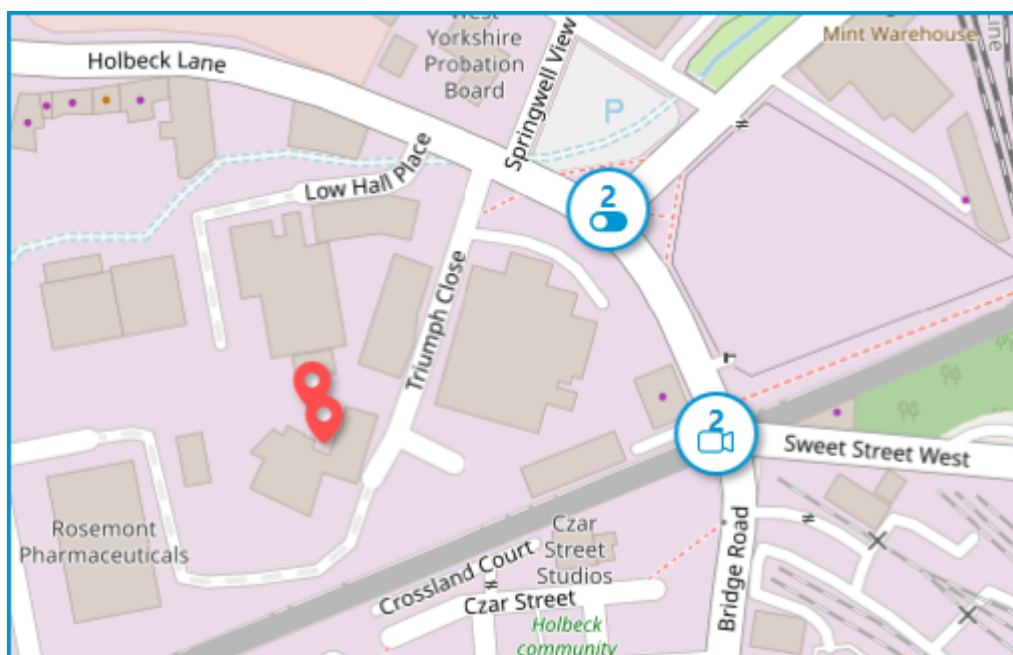 West
Yorkshire
Probation
Board
Mint Warehouse
Line
Holbeck Lane
Springwell View
P
Low Hall Place
2
Triumph Close
2
Sweet Street West
Rosemont
Pharmaceuticals
Czar
Street
Studios
Crossland Court
Czar Street
Bridge Road
Holbeck
community